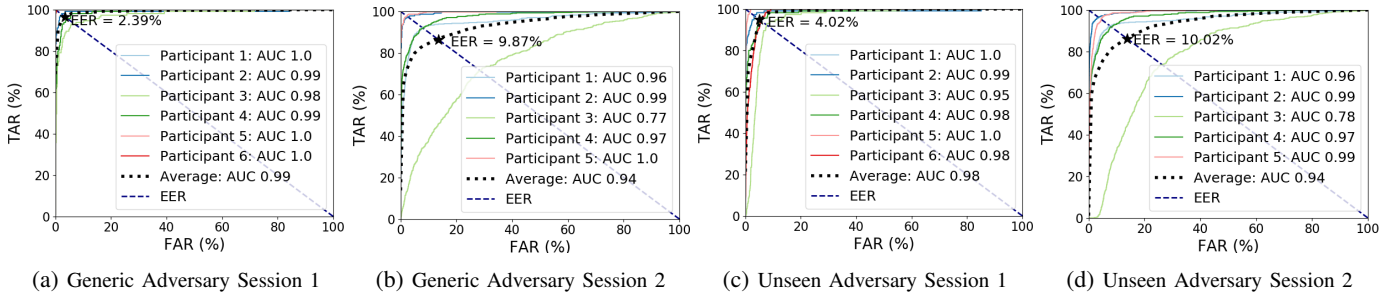 TAR (%)
100
80
60
40
20
0
EER = 2.39%
Participant 1: AUC 1.0
Participant 2: AUC 0.99
Participant 3: AUC 0.98
Participant 4: AUC 0.99
Participant 5: AUC 1.0
Participant 6: AUC 1.0
Average: AUC 0.99
EER
0 20 40 60 80 100
FAR (%)
(a) Generic Adversary Session 1
TAR (%)
100
80
60
40
20
0
EER = 9.87%
Participant 1: AUC 0.96
Participant 2: AUC 0.99
Participant 3: AUC 0.77
Participant 4: AUC 0.97
Participant 5: AUC 1.0
Average: AUC 0.94
EER
0 20 40 60 80 100
FAR (%)
(b) Generic Adversary Session 2
TAR (%)
100
80
60
40
20
0
EER = 4.02%
Participant 1: AUC 1.0
Participant 2: AUC 0.99
Participant 3: AUC 0.95
Participant 4: AUC 0.98
Participant 5: AUC 1.0
Participant 6: AUC 0.98
Average: AUC 0.98
EER
0 20 40 60 80 100
FAR (%)
(c) Unseen Adversary Session 1
TAR (%)
100
80
60
40
20
0
EER = 10.02%
Participant 1: AUC 0.96
Participant 2: AUC 0.99
Participant 3: AUC 0.78
Participant 4: AUC 0.97
Participant 5: AUC 0.99
Average: AUC 0.94
EER
0 20 40 60 80 100
FAR (%)
(d) Unseen Adversary Session 2